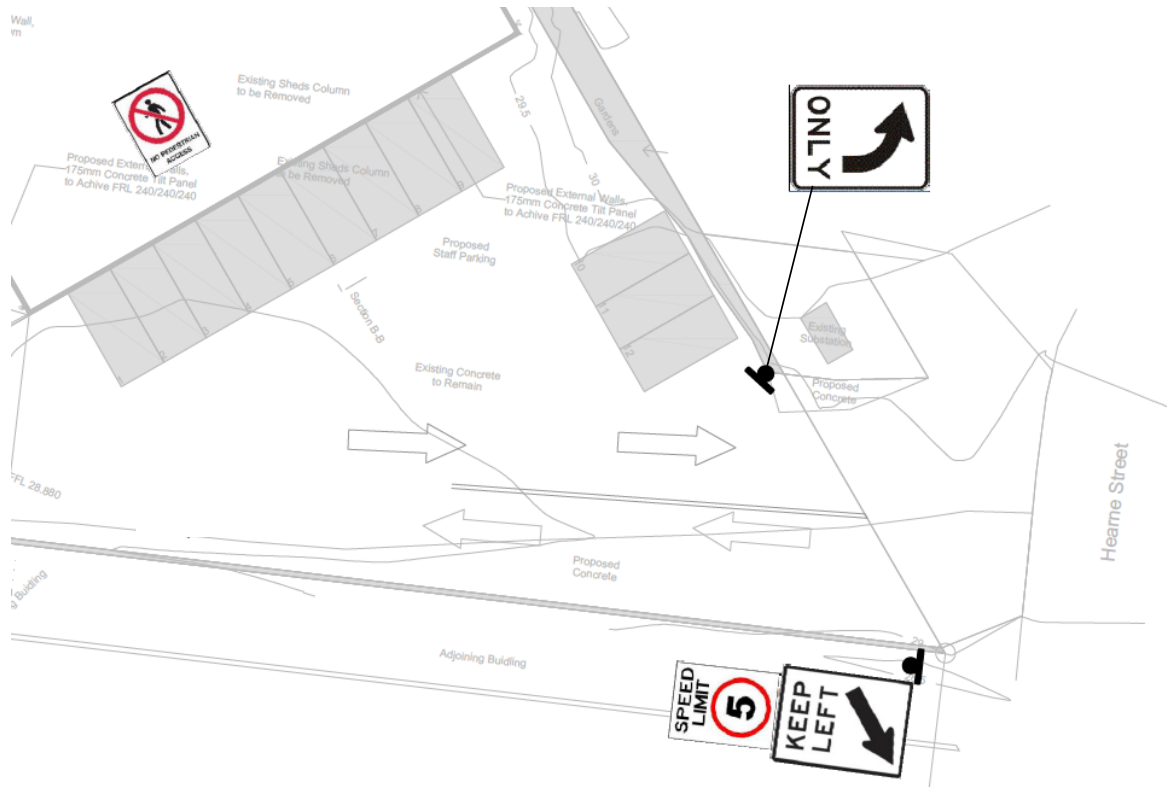 Wall,
Existing Sheds Column
to be Removed
NO PEDESTRIAN
ACCESS
Proposed External Walls,
175mm Concrete Tilt Panel
to Achive FRL 240/240/240
Existing Sheds Column
to be Removed
29.5
Gardens
30
ONLY
Proposed External Walls,
175mm Concrete Tilt Panel
to Achive FRL 240/240/240
Proposed
Staff Parking
Section B-B
10
11
12
Existing
Substation
Existing Concrete
to Remain
Proposed
Concrete
FFL 28.880
Hearne Street
Proposed
Concrete
Adjoining Buidling
SPEED
LIMIT
5
KEEP
LEFT